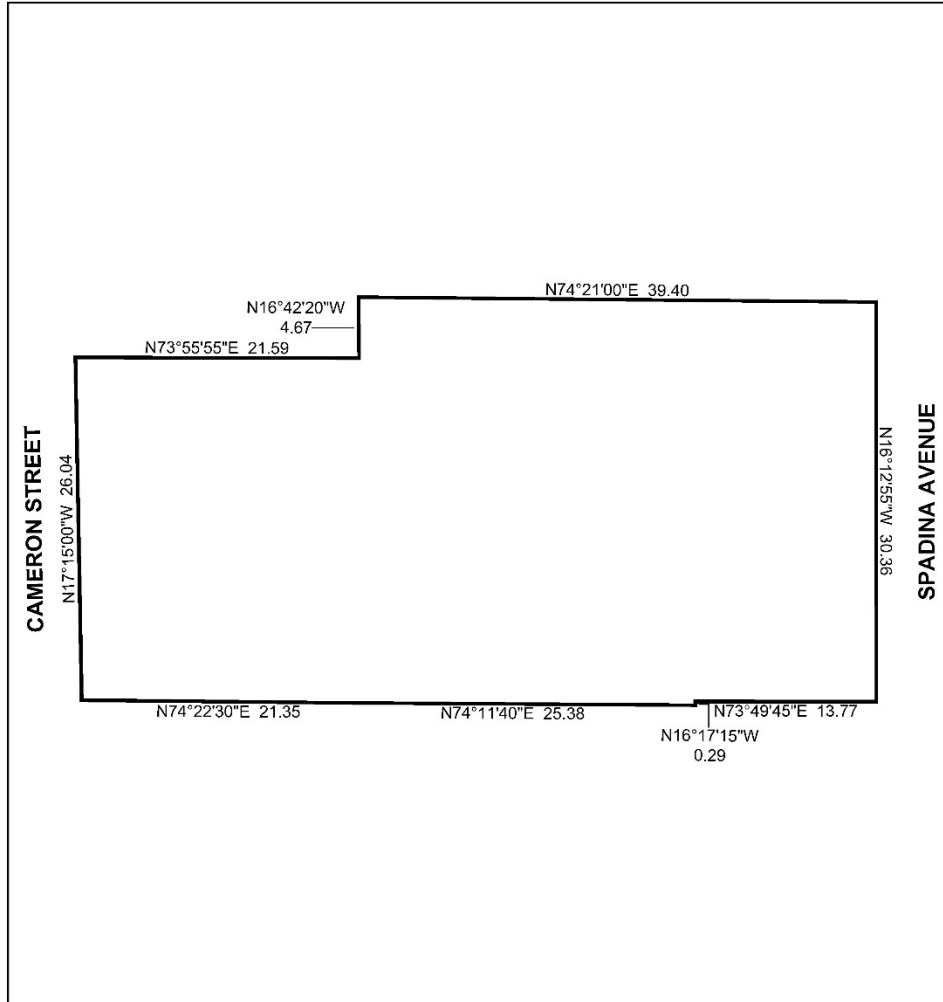 N74°21'00"E 39.40
N16°42'20"W
4.67
N73°55'55"E 21.59
CAMERON STREET
N17°15'00"W 26.04
N16°12'55"W 30.36
SPADINA AVENUE
N74°22'30"E 21.35
N74°11'40"E 25.38
N73°49'45"E 13.77
N16°17'15"W
0.29